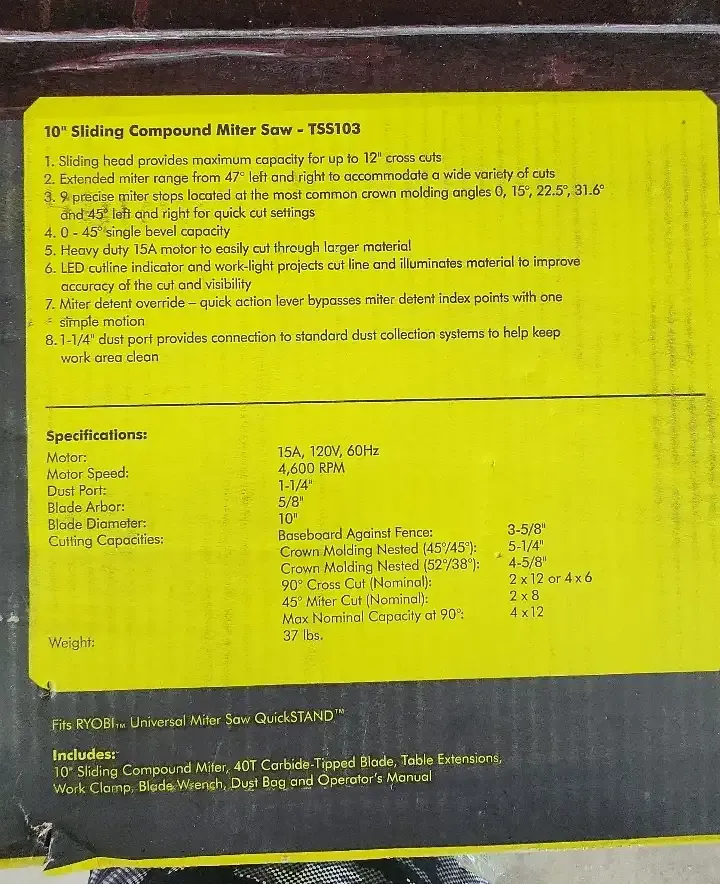 10" Sliding Compound Miter Saw - TSS103
1. Sliding head provides maximum capacity for up to 12" cross cuts
2. Extended miter range from 47° left and right to accommodate a wide variety of cuts
3. 9 precise miter stops located at the most common crown molding angles 0, 15°, 22.5°, 31.6°
and 45° left and right for quick cut settings
4. 0 - 45° single bevel capacity
5. Heavy duty 15A motor to easily cut through larger material
6. LED cutline indicator and work-light projects cut line and illuminates material to improve
accuracy of the cut and visibility
7. Miter detent override – quick action lever bypasses miter detent index points with one
simple motion
8. 1-1/4" dust port provides connection to standard dust collection systems to help keep
work area clean
Specifications:
Motor: 15A, 120V, 60Hz
Motor Speed: 4,600 RPM
Dust Port: 1-1/4"
Blade Arbor: 5/8"
Blade Diameter: 10"
Cutting Capacities: Baseboard Against Fence: 3-5/8"
Crown Molding Nested (45°/45°): 5-1/4"
Crown Molding Nested (52°/38°): 4-5/8"
90° Cross Cut (Nominal): 2 x 12 or 4 x 6
45° Miter Cut (Nominal): 2 x 8
Max Nominal Capacity at 90°: 4 x 12
Weight: 37 lbs.
Fits RYOBI™ Universal Miter Saw QuickSTAND™
Includes:
10" Sliding Compound Miter, 40T Carbide-Tipped Blade, Table Extensions,
Work Clamp, Blade Wrench, Dust Bag and Operator's Manual